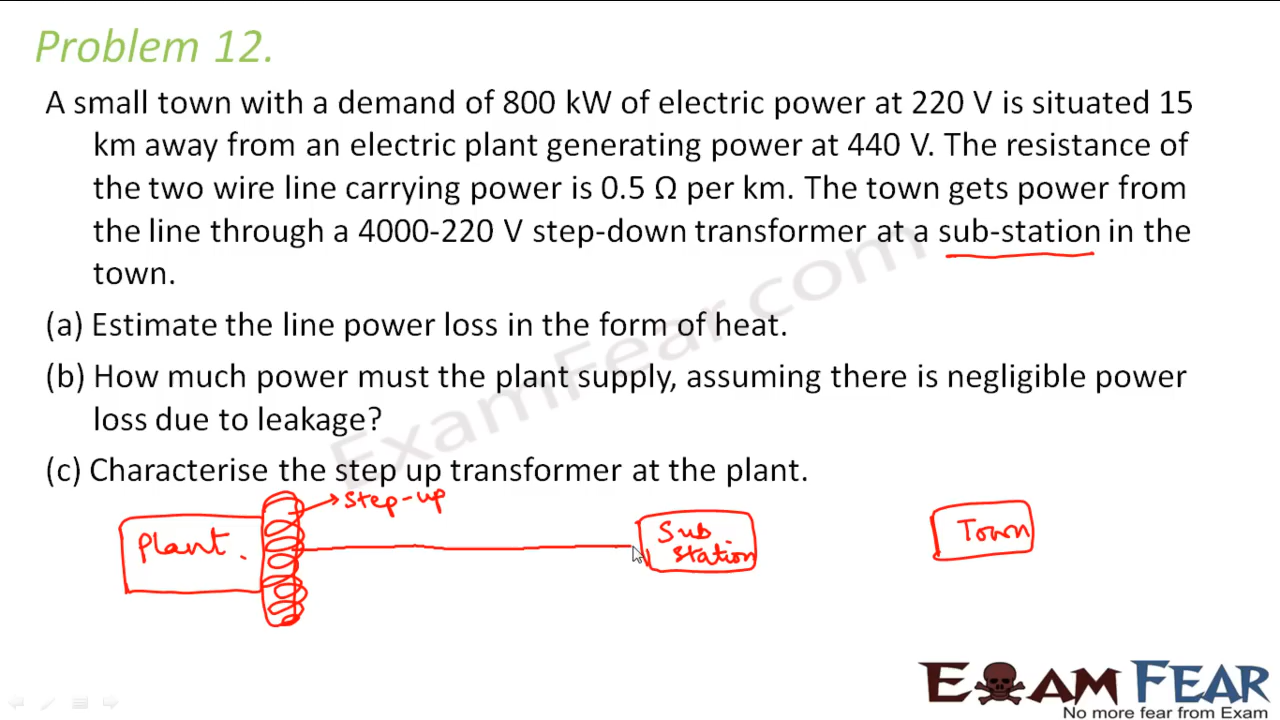 Problem 12.
A small town with a demand of 800 kW of electric power at 220 V is situated 15
km away from an electric plant generating power at 440 V. The resistance of
the two wire line carrying power is 0.5 Ω per km. The town gets power from
the line through a 4000-220 V step-down transformer at a sub-station in the
town.
(a) Estimate the line power loss in the form of heat.
(b) How much power must the plant supply, assuming there is negligible power
loss due to leakage?
(c) Characterise the step up transformer at the plant.
Step-up
Plant.
Sub
Station
Town
ExamFear.com
EXAM FEAR
No more fear from Exam